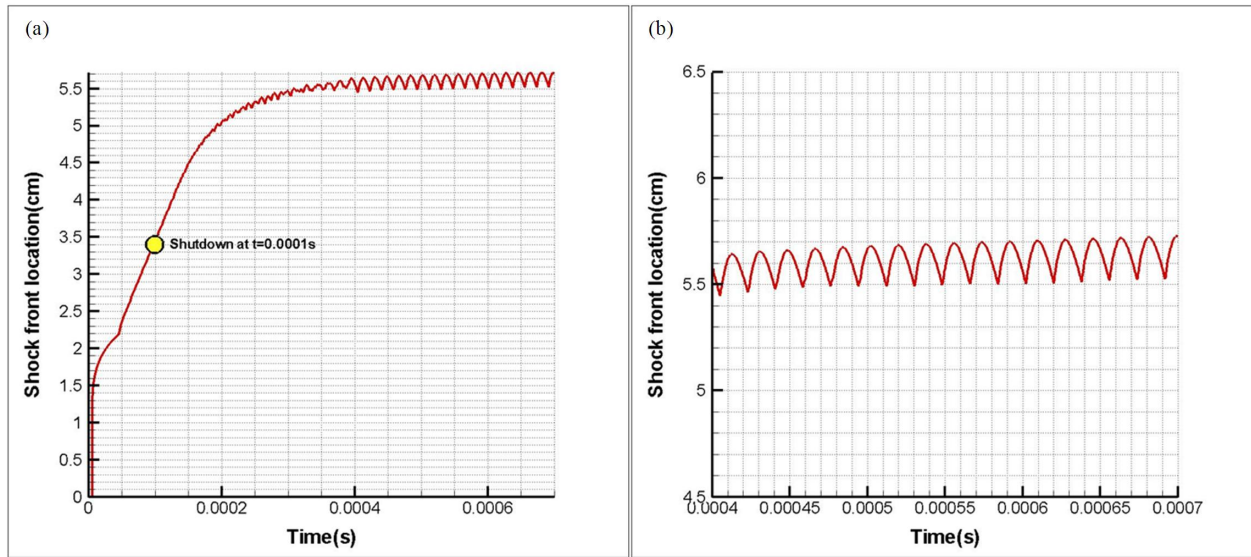 (a)
5.5
5
4.5
4
3.5
3
2.5
2
1.5
1
0.5
0
Shock front location(cm)
Shutdown at t=0.0001s
0 0.0002 0.0004 0.0006
Time(s)
(b)
6.5
6
5.5
5
4.5
Shock front location(cm)
0.0004 0.00045 0.0005 0.00055 0.0006 0.00065 0.0007
Time(s)